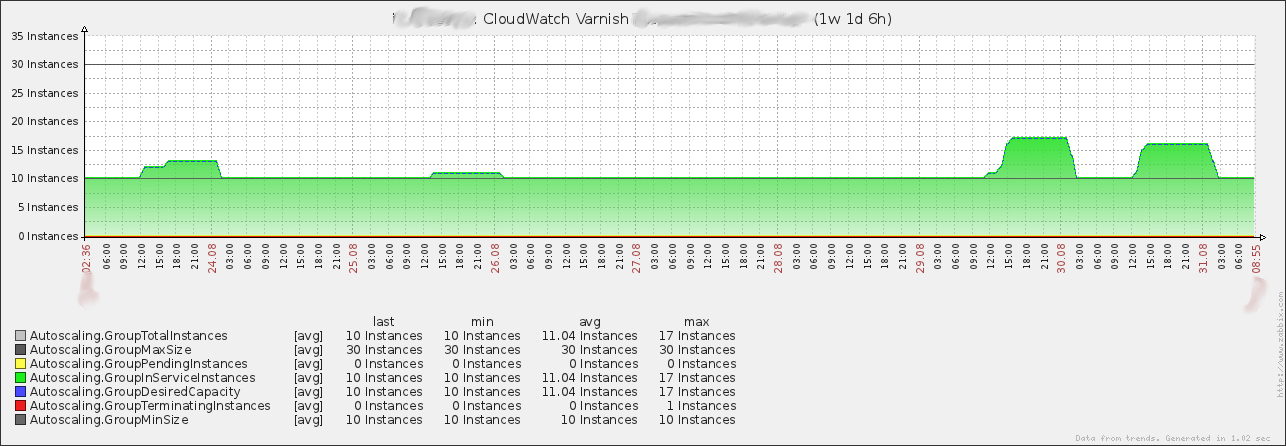 . CloudWatch Varnish (1w 1d 6h)
35 Instances
30 Instances
25 Instances
20 Instances
15 Instances
10 Instances
5 Instances
0 Instances
02:36 06:00 09:00 12:00 15:00 18:00 21:00 24.08 03:00 06:00 09:00 12:00 15:00 18:00 21:00 25.08 03:00 06:00 09:00 12:00 15:00 18:00 21:00 26.08 03:00 06:00 09:00 12:00 15:00 18:00 21:00 27.08 03:00 06:00 09:00 12:00 15:00 18:00 21:00 28.08 03:00 06:00 09:00 12:00 15:00 18:00 21:00 29.08 03:00 06:00 09:00 12:00 15:00 18:00 21:00 30.08 03:00 06:00 09:00 12:00 15:00 18:00 21:00 31.08 03:00 06:00 08:55
last min avg max
Autoscaling.GroupTotalInstances [avg] 10 Instances 10 Instances 11.04 Instances 17 Instances
Autoscaling.GroupMaxSize [avg] 30 Instances 30 Instances 30 Instances 30 Instances
Autoscaling.GroupPendingInstances [avg] 0 Instances 0 Instances 0 Instances 0 Instances
Autoscaling.GroupInServiceInstances [avg] 10 Instances 10 Instances 11.04 Instances 17 Instances
Autoscaling.GroupDesiredCapacity [avg] 10 Instances 10 Instances 11.04 Instances 17 Instances
Autoscaling.GroupTerminatingInstances [avg] 0 Instances 0 Instances 0 Instances 1 Instances
Autoscaling.GroupMinSize [avg] 10 Instances 10 Instances 10 Instances 10 Instances
http://www.zabbix.com
Data from trends. Generated in 1.02 sec